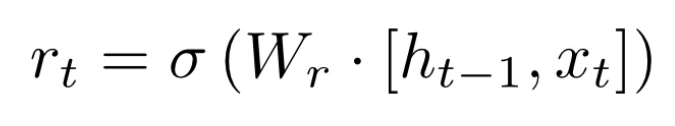 r_t = σ (W_r · [h_{t−1}, x_t])